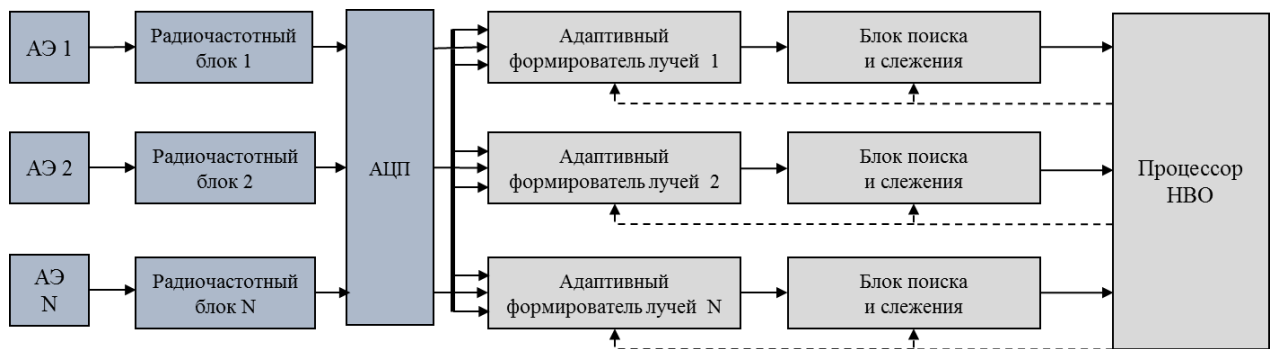 АЭ 1
Радиочастотный
блок 1
АЦП
Адаптивный
формирователь лучей 1
Блок поиска
и слежения
Процессор
НВО
АЭ 2
Радиочастотный
блок 2
Адаптивный
формирователь лучей 2
Блок поиска
и слежения
АЭ
N
Радиочастотный
блок N
Адаптивный
формирователь лучей N
Блок поиска
и слежения